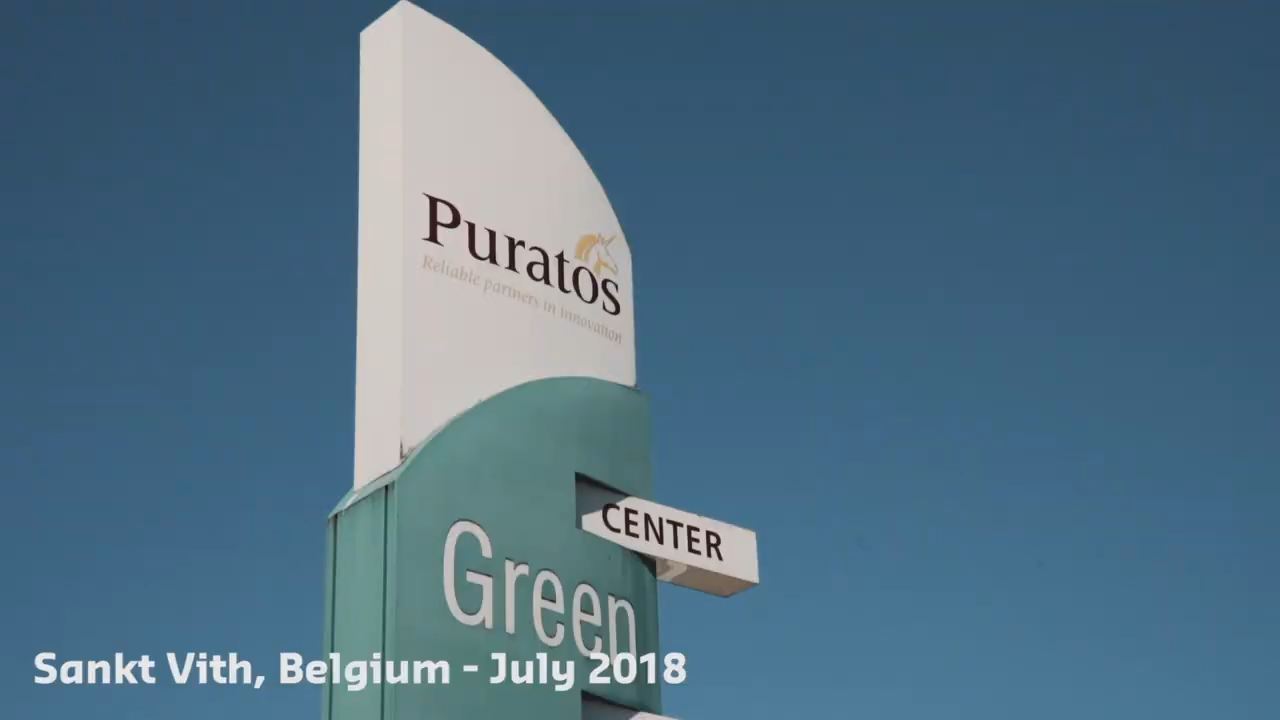 Puratos
Reliable partners in innovation
CENTER
Green
Sankt Vith, Belgium - July 2018